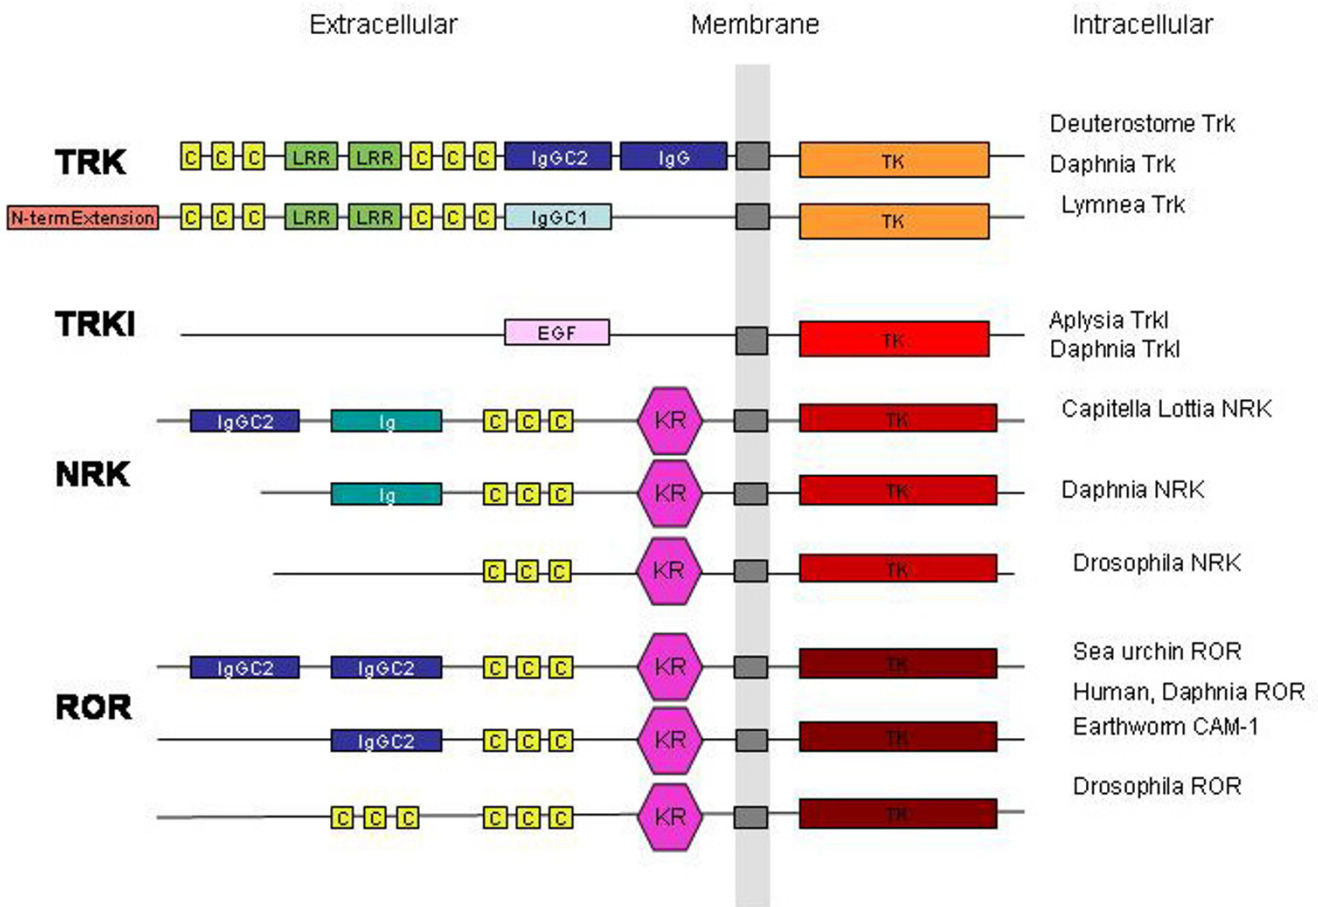 Extracellular Membrane Intracellular
Deuterostome Trk
TRK C C C LRR LRR C C C IgGC2 IgG TK Daphnia Trk
Lymnea Trk
N-termExtension C C C LRR LRR C C C IgGC1 TK
TRKI EGF TK Aplysia TrkI
Daphnia TrkI
IgGC2 Ig C C C KR TK Capitella Lottia NRK
NRK
Ig C C C KR TK Daphnia NRK
C C C KR TK Drosophila NRK
IgGC2 IgGC2 C C C KR TK Sea urchin ROR
Human, Daphnia ROR
ROR
Earthworm CAM-1
IgGC2 C C C KR TK
Drosophila ROR
C C C C C C KR TK